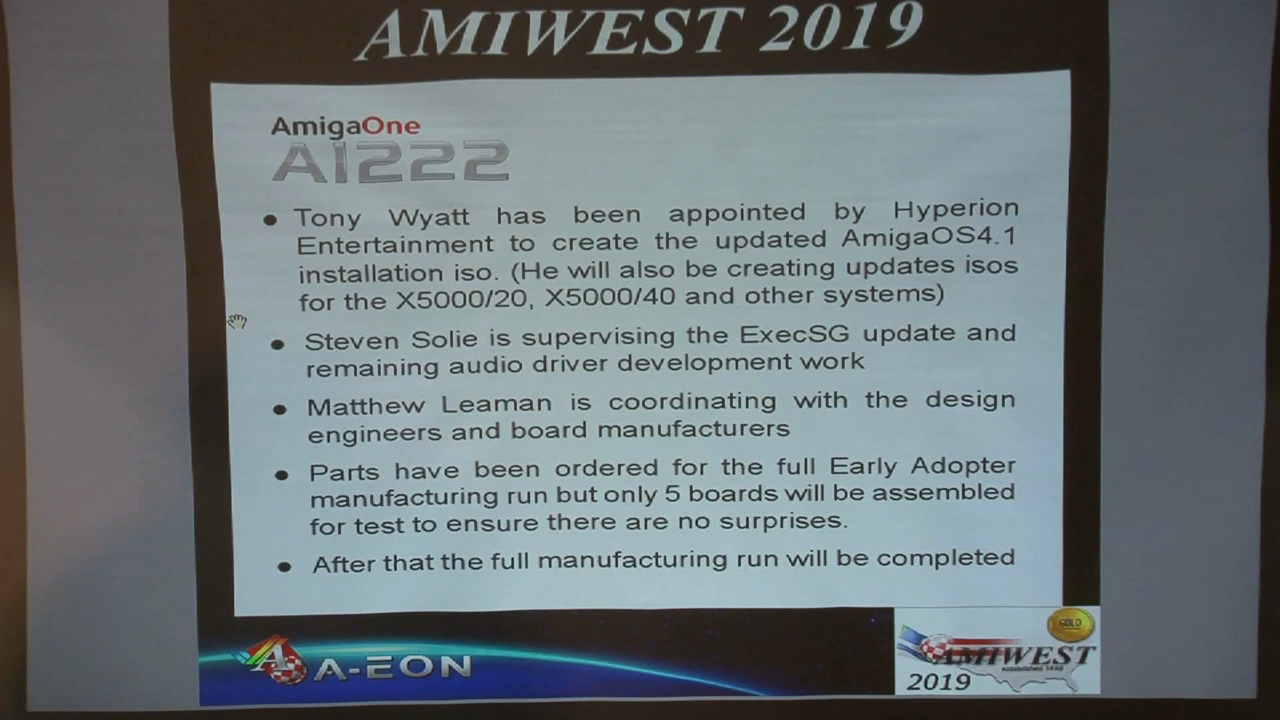 AMIWEST 2019
AmigaOne
A1222
• Tony Wyatt has been appointed by Hyperion
Entertainment to create the updated AmigaOS4.1
installation iso. (He will also be creating updates isos
for the X5000/20, X5000/40 and other systems)
• Steven Solie is supervising the ExecSG update and
remaining audio driver development work
• Matthew Leaman is coordinating with the design
engineers and board manufacturers
• Parts have been ordered for the full Early Adopter
manufacturing run but only 5 boards will be assembled
for test to ensure there are no surprises.
• After that the full manufacturing run will be completed
A-EON
GOLD
AMIWEST
2019